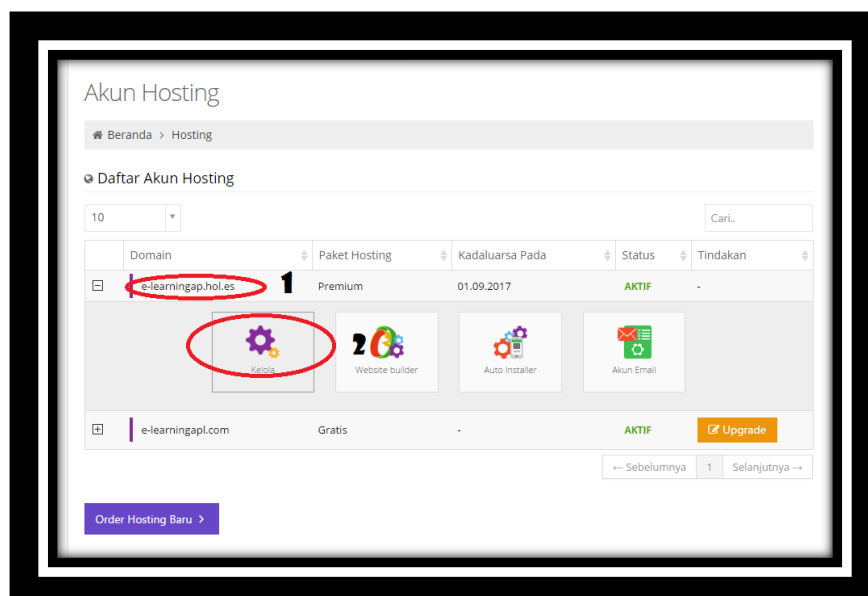 Akun Hosting
Beranda > Hosting
Daftar Akun Hosting
10
Cari..
Domain Paket Hosting Kadaluarsa Pada Status Tindakan
e-learningap.hol.es 1 Premium 01.09.2017 AKTIF -
Kelola 2 Website builder Auto Installer Akun Email
e-learningapl.com Gratis - AKTIF Upgrade
← Sebelumnya 1 Selanjutnya →
Order Hosting Baru >